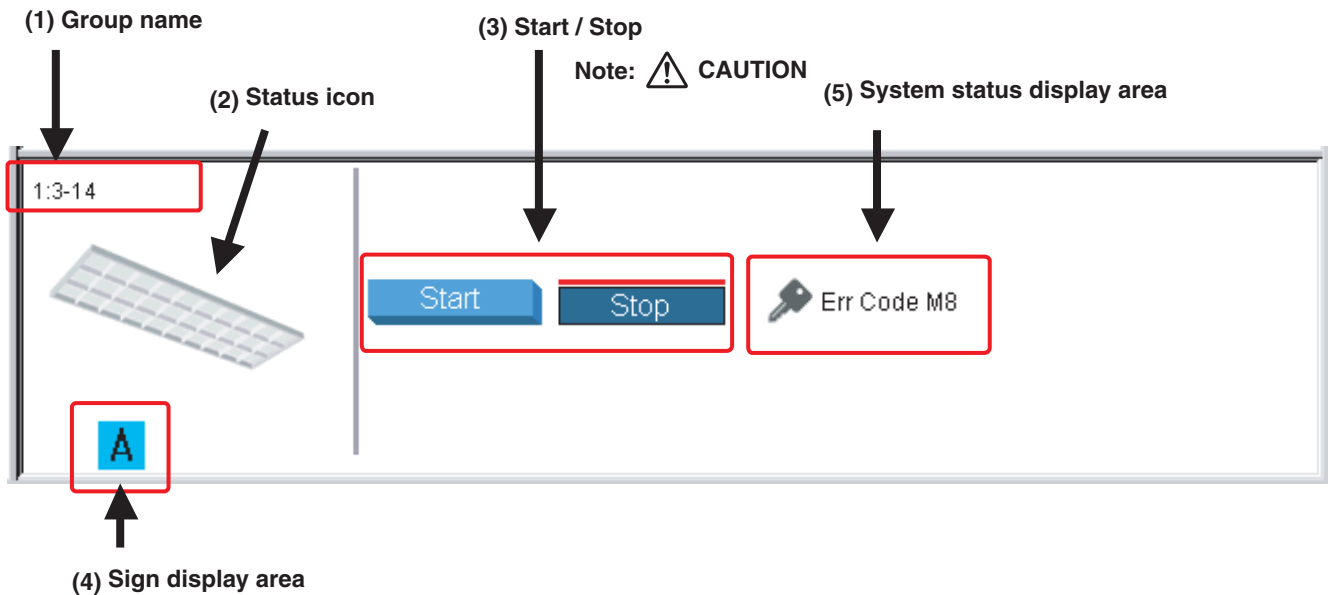 (1) Group name
(3) Start / Stop
Note: CAUTION
(2) Status icon
(5) System status display area
1:3-14
Start
Stop
Err Code M8
A
(4) Sign display area